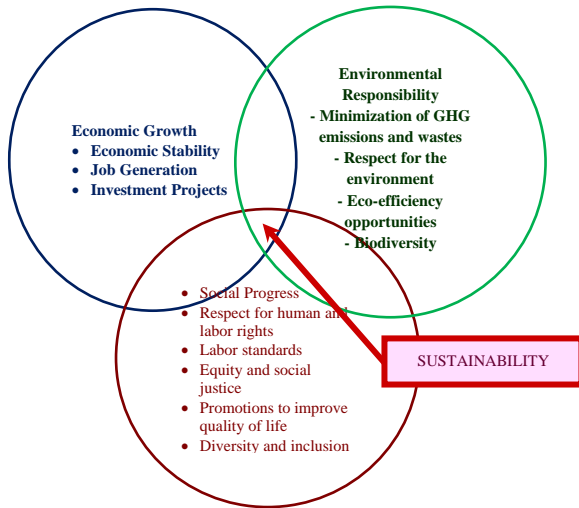 Economic Growth
• Economic Stability
• Job Generation
• Investment Projects
Environmental
Responsibility
- Minimization of GHG
emissions and wastes
- Respect for the
environment
- Eco-efficiency
opportunities
- Biodiversity
• Social Progress
• Respect for human and
labor rights
• Labor standards
• Equity and social
justice
• Promotions to improve
quality of life
• Diversity and inclusion
SUSTAINABILITY